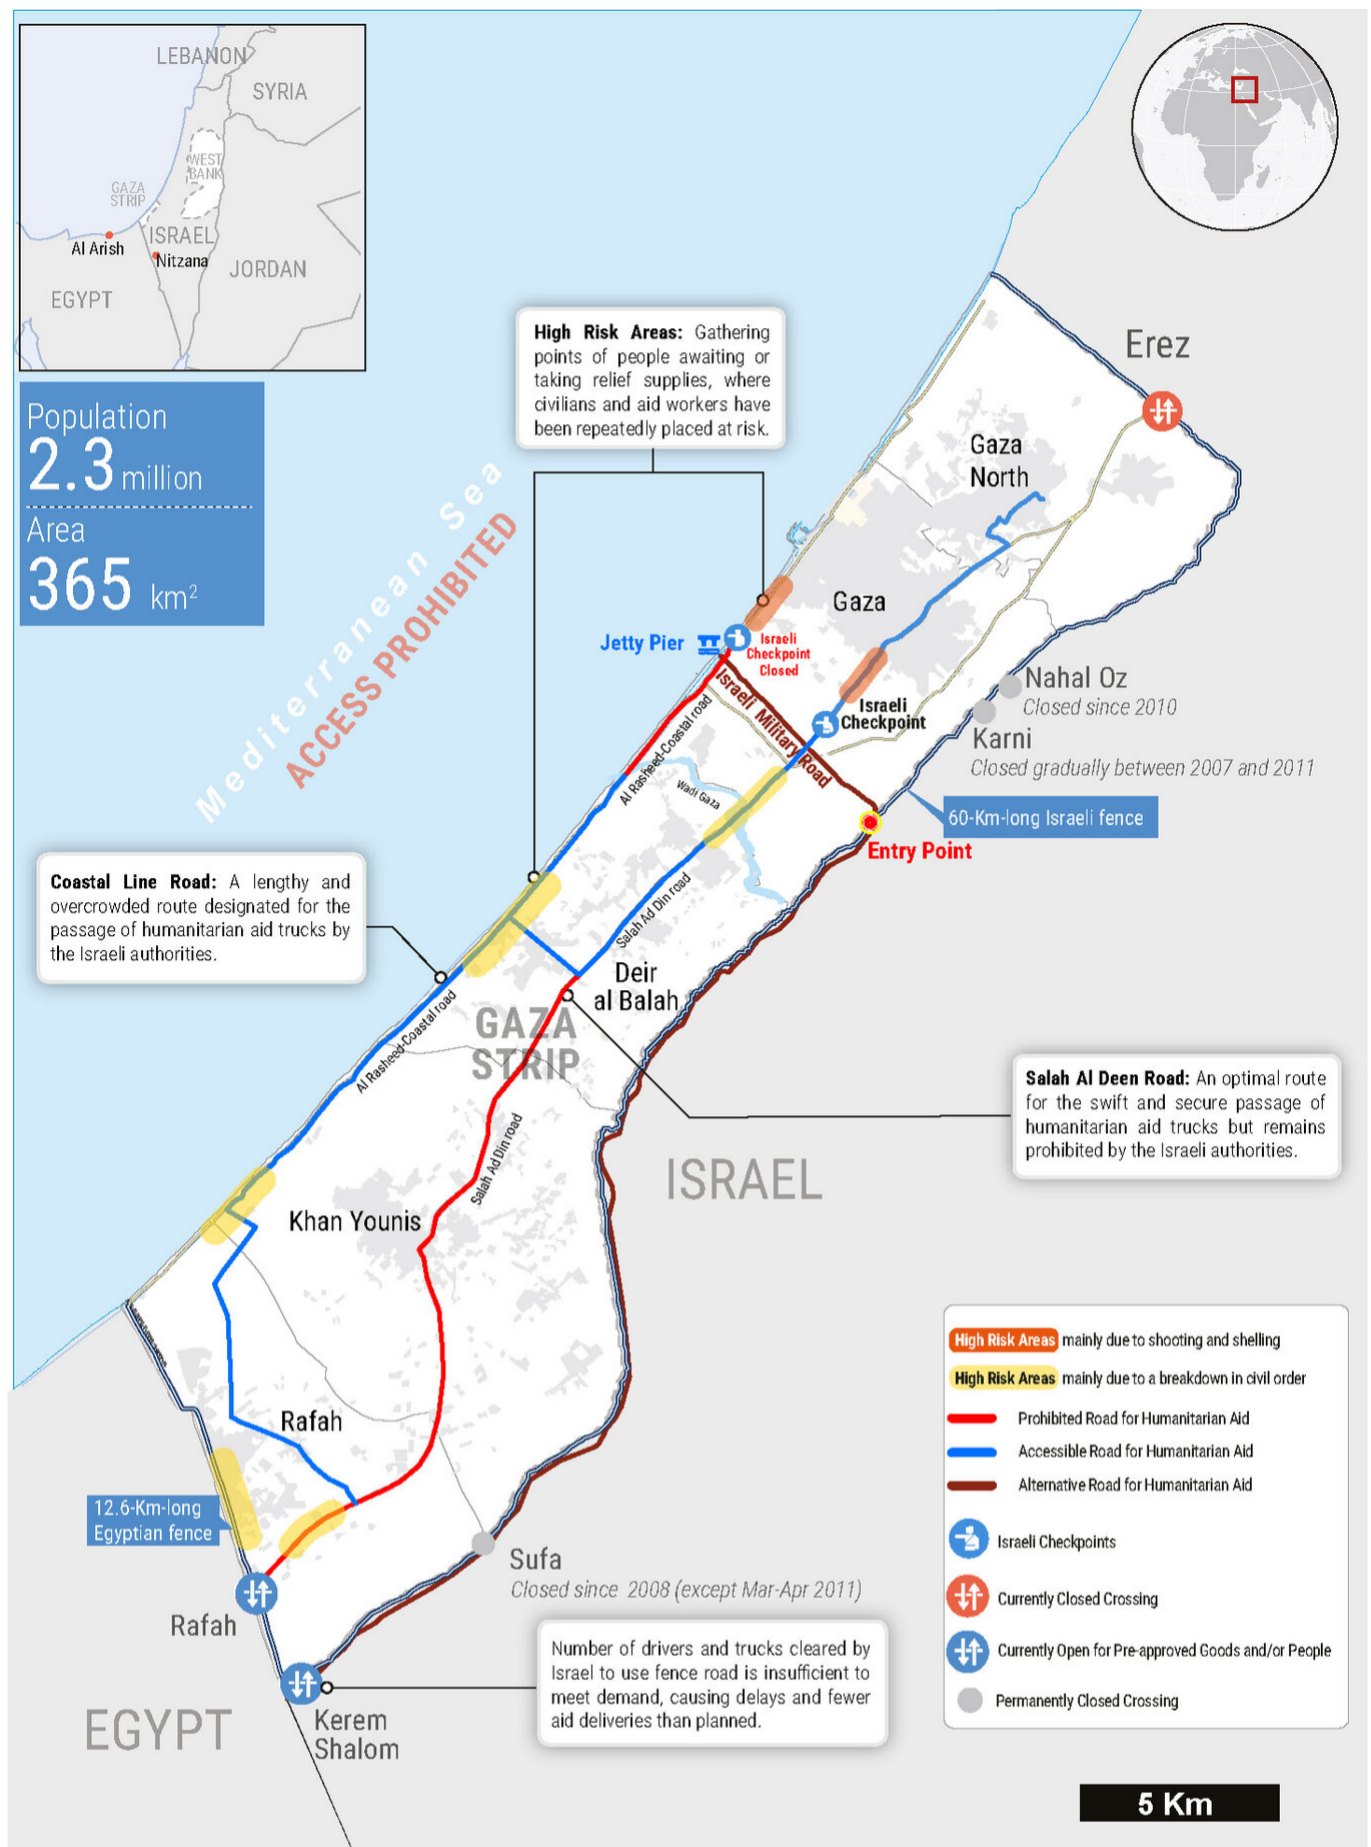 LEBANON
SYRIA
WEST
BANK
GAZA
STRIP
ISRAEL
Al Arish
Nitzana
JORDAN
EGYPT
Population
2.3 million
Area
365 km²
High Risk Areas: Gathering
points of people awaiting or
taking relief supplies, where
civilians and aid workers have
been repeatedly placed at risk.
Erez
Gaza
North
Mediterranean Sea
ACCESS PROHIBITED
Gaza
Jetty Pier
Israeli
Checkpoint
Closed
Israeli Military Road
Israeli
Checkpoint
Nahal Oz
Closed since 2010
Karni
Closed gradually between 2007 and 2011
Al Rasheed-Coastal road
Wadi Gaza
60-Km-long Israeli fence
Entry Point
Coastal Line Road: A lengthy and
overcrowded route designated for the
passage of humanitarian aid trucks by
the Israeli authorities.
Salah Ad Din road
Deir
al Balah
Al Rasheed-Coastal road
GAZA
STRIP
Salah Al Deen Road: An optimal route
for the swift and secure passage of
humanitarian aid trucks but remains
prohibited by the Israeli authorities.
Salah Ad Din road
ISRAEL
Khan Younis
Rafah
12.6-Km-long
Egyptian fence
Sufa
Closed since 2008 (except Mar-Apr 2011)
Rafah
Number of drivers and trucks cleared by
Israel to use fence road is insufficient to
meet demand, causing delays and fewer
aid deliveries than planned.
EGYPT
Kerem
Shalom
High Risk Areas mainly due to shooting and shelling
High Risk Areas mainly due to a breakdown in civil order
Prohibited Road for Humanitarian Aid
Accessible Road for Humanitarian Aid
Alternative Road for Humanitarian Aid
Israeli Checkpoints
Currently Closed Crossing
Currently Open for Pre-approved Goods and/or People
Permanently Closed Crossing
5 Km